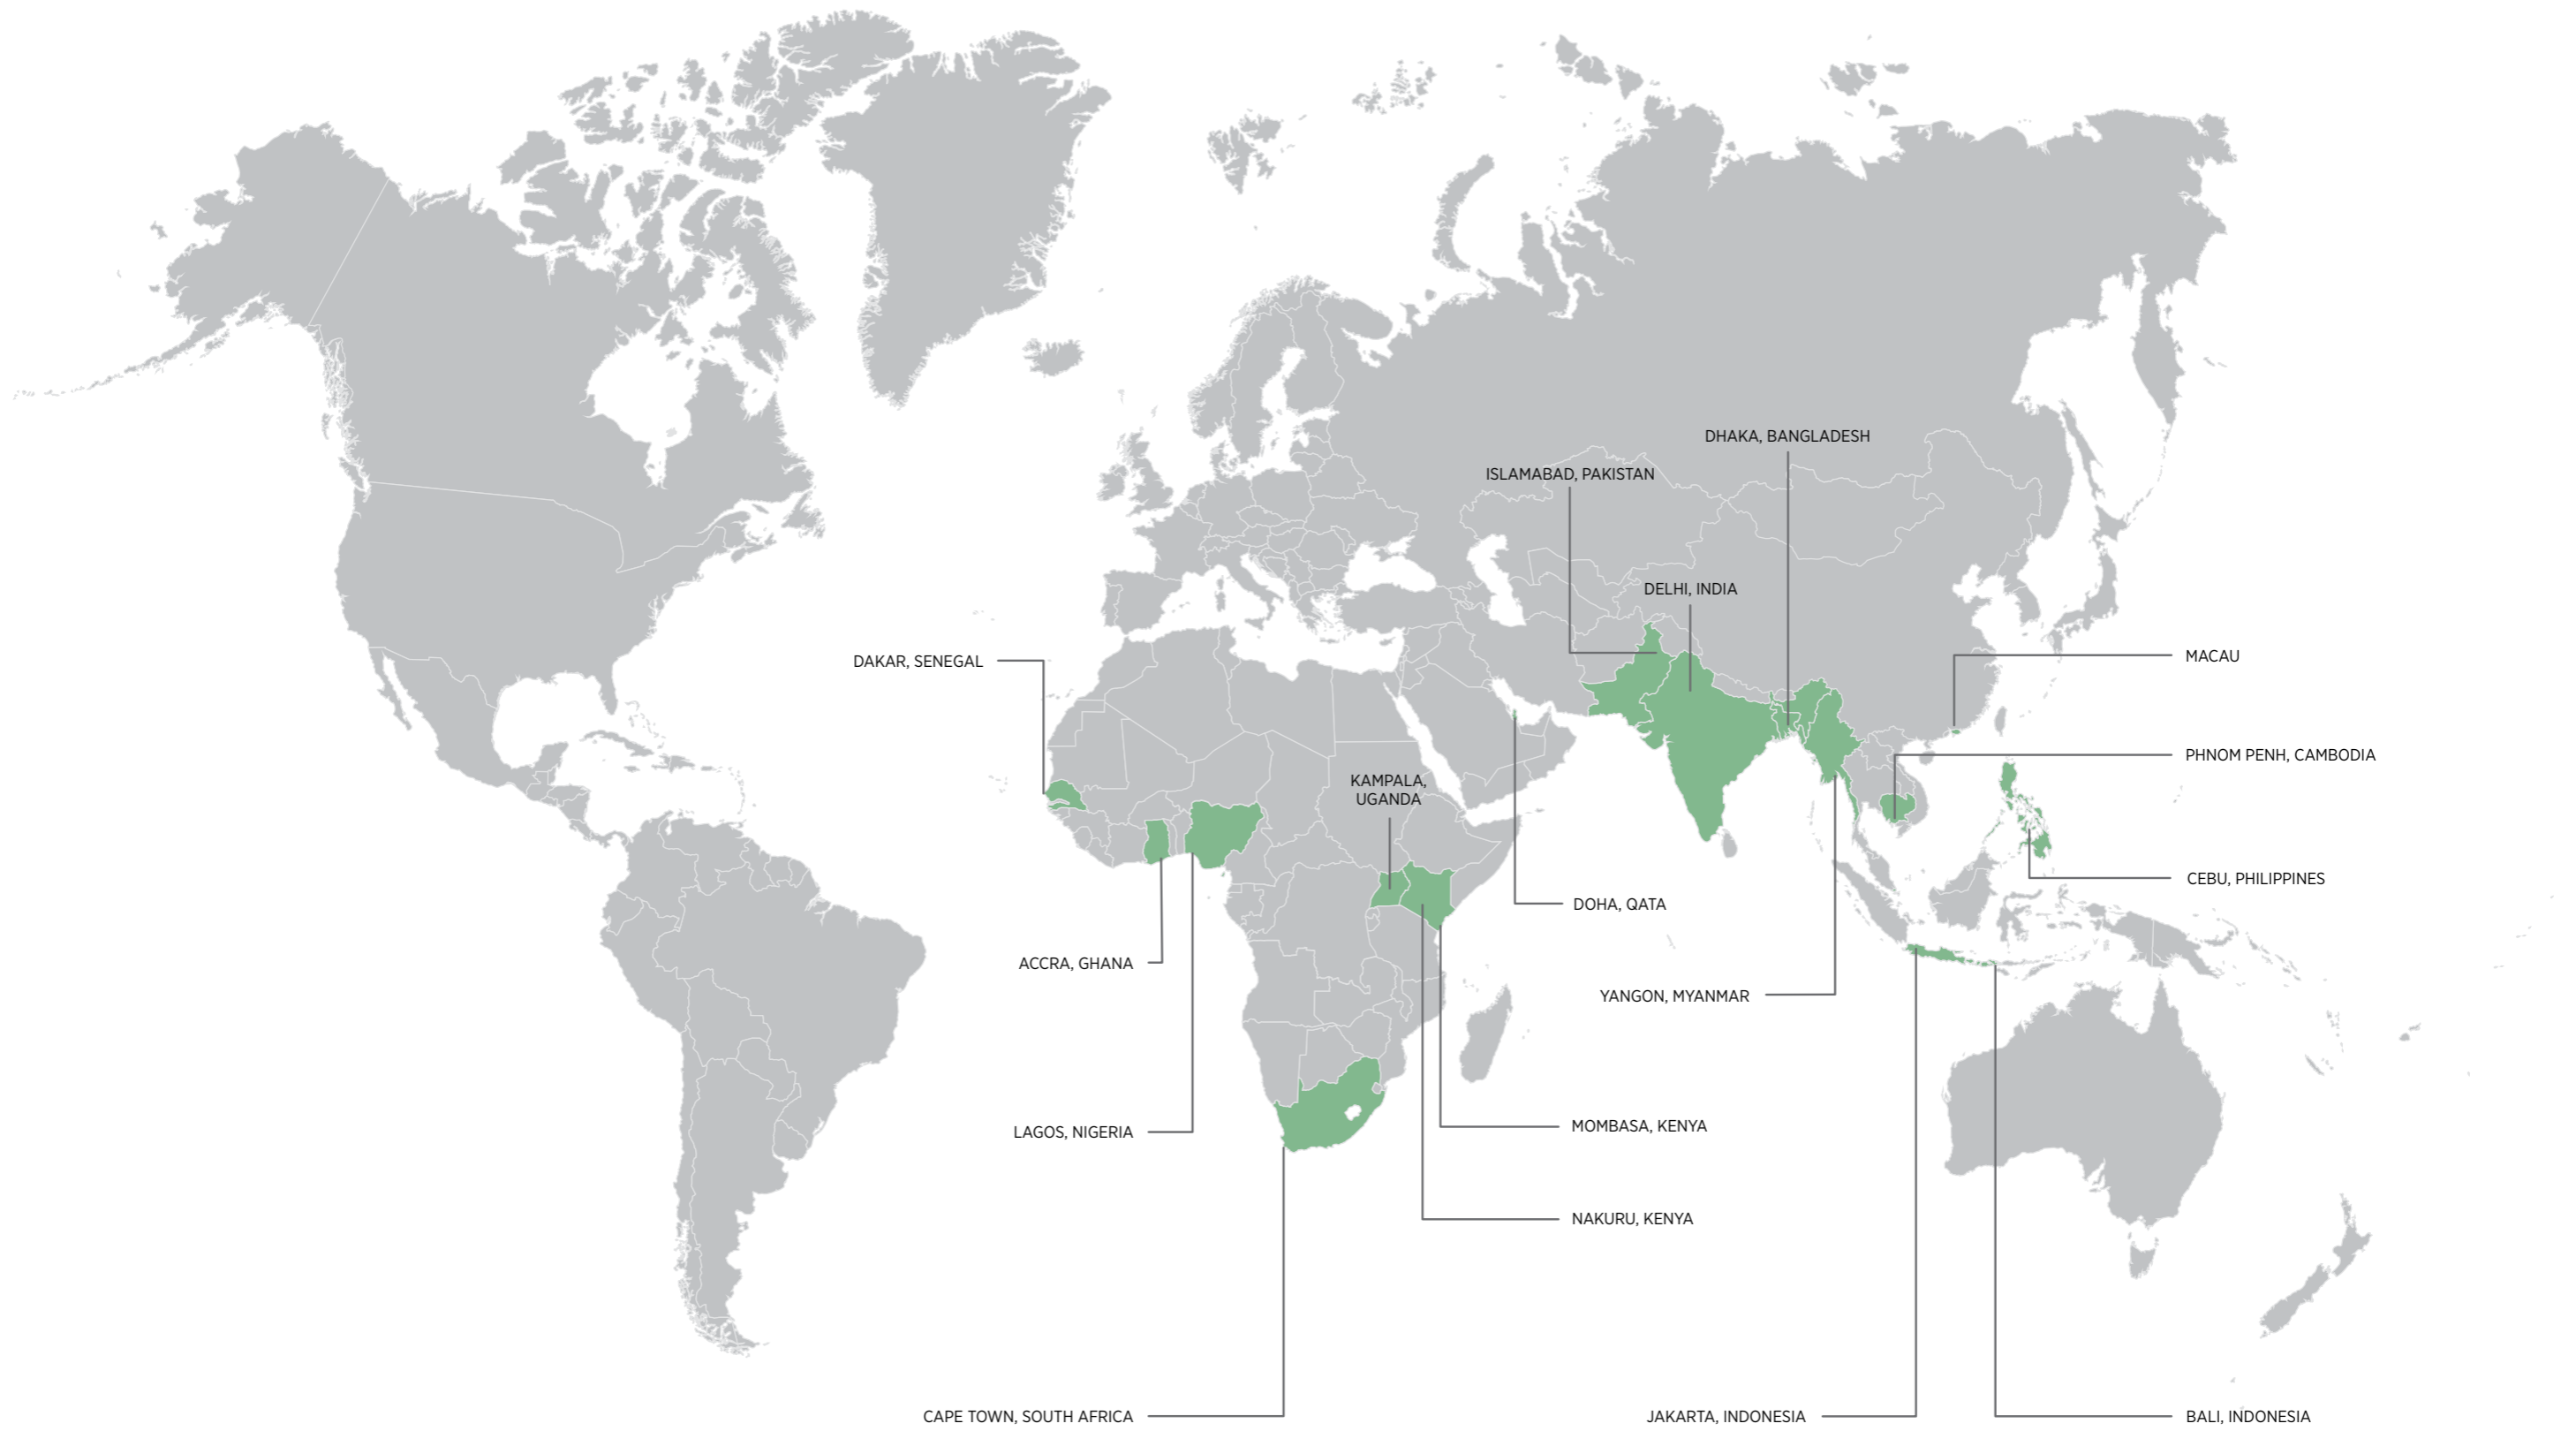 DHAKA, BANGLADESH
ISLAMABAD, PAKISTAN
DELHI, INDIA
DAKAR, SENEGAL
MACAU
PHNOM PENH, CAMBODIA
KAMPALA,
UGANDA
CEBU, PHILIPPINES
DOHA, QATA
ACCRA, GHANA
YANGON, MYANMAR
LAGOS, NIGERIA
MOMBASA, KENYA
NAKURU, KENYA
CAPE TOWN, SOUTH AFRICA
JAKARTA, INDONESIA
BALI, INDONESIA